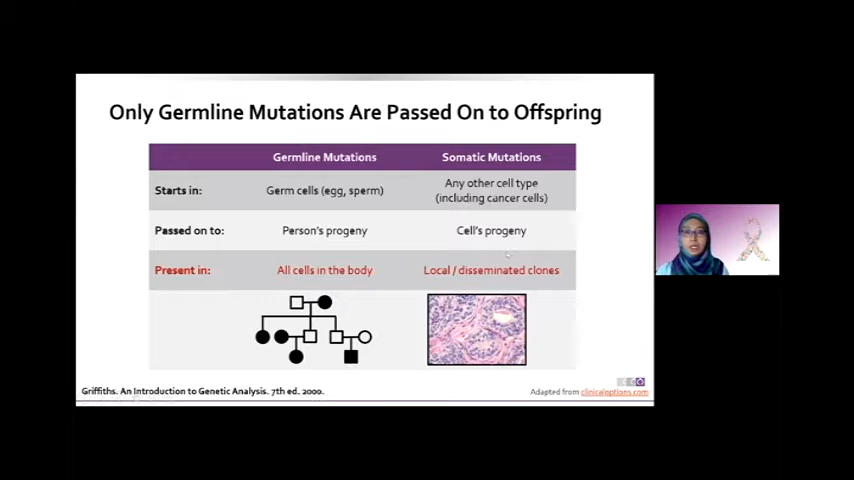 Only Germline Mutations Are Passed On to Offspring
Germline Mutations
Somatic Mutations
Starts in:
Germ cells (egg, sperm)
Any other cell type
(including cancer cells)
Passed on to:
Person's progeny
Cell's progeny
Present in:
All cells in the body
Local / disseminated clones
Griffiths. An Introduction to Genetic Analysis. 7th ed. 2000.
Adapted from clinicaloptions.com